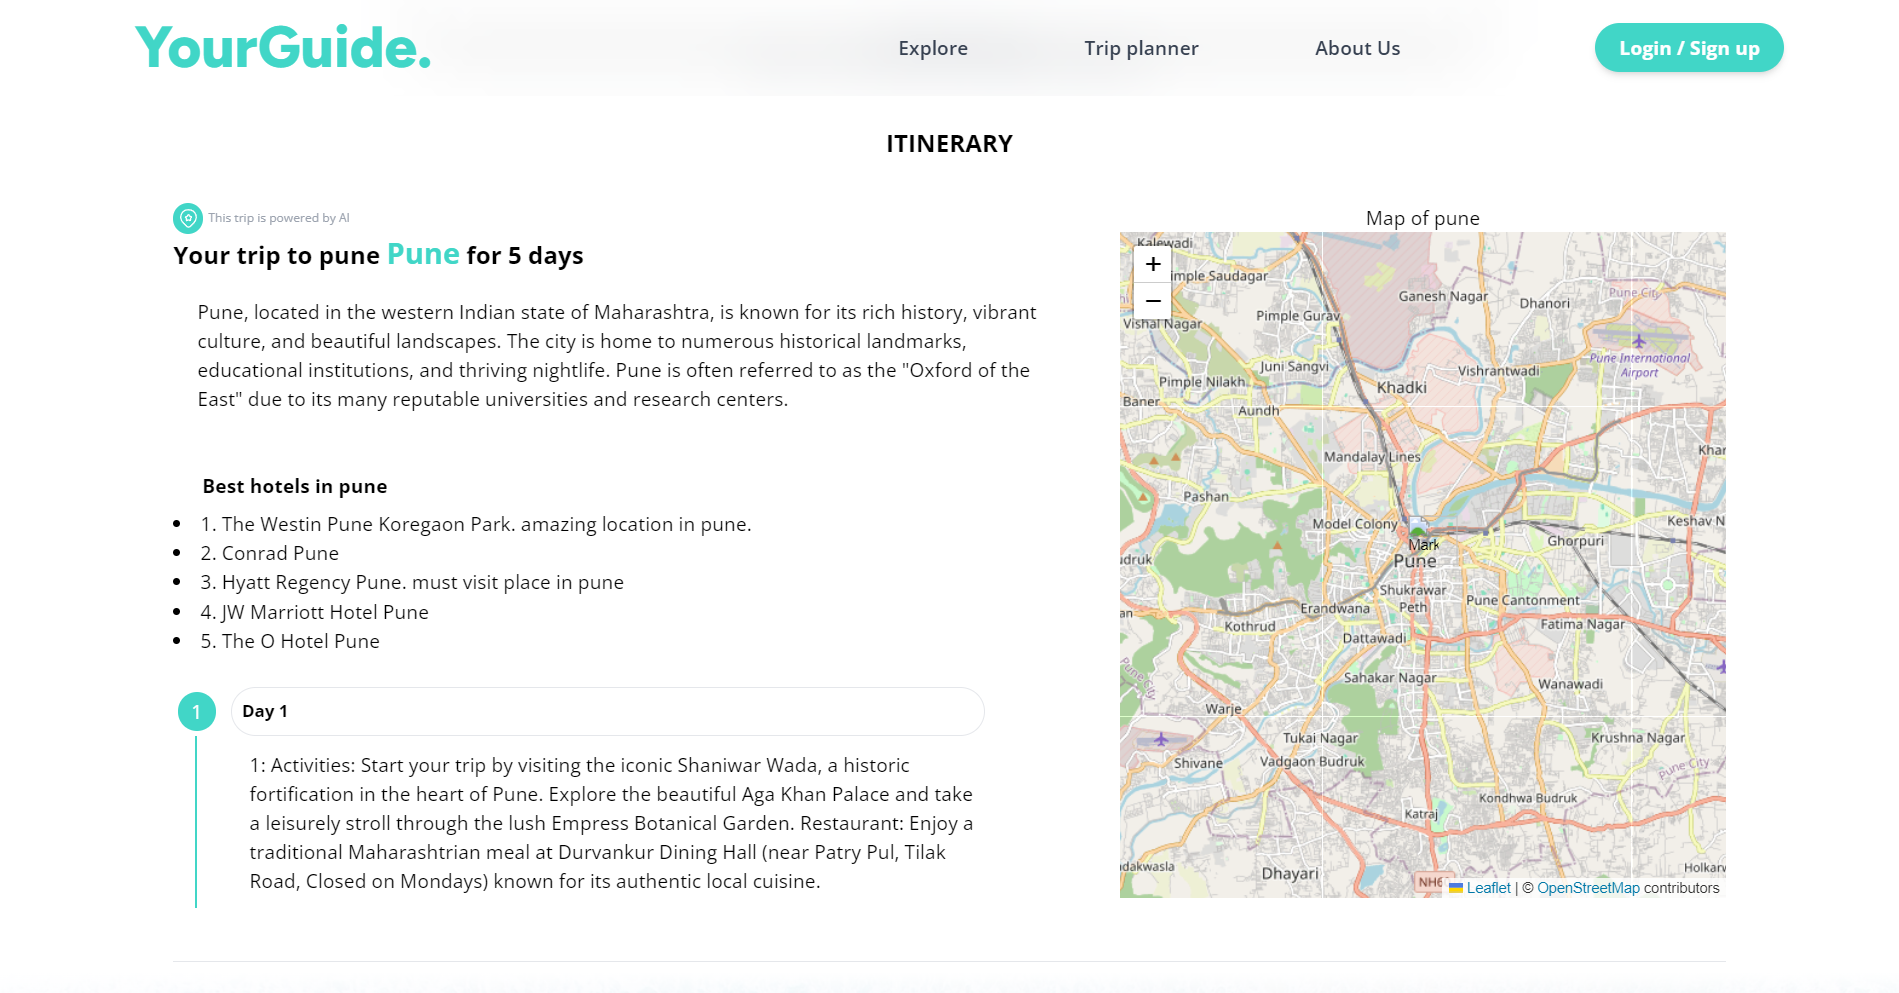 YourGuide.
Explore
Trip planner
About Us
Login / Sign up
ITINERARY
This trip is powered by AI
Your trip to pune Pune for 5 days
Pune, located in the western Indian state of Maharashtra, is known for its rich history, vibrant
culture, and beautiful landscapes. The city is home to numerous historical landmarks,
educational institutions, and thriving nightlife. Pune is often referred to as the "Oxford of the
East" due to its many reputable universities and research centers.
Best hotels in pune
• 1. The Westin Pune Koregaon Park. amazing location in pune.
• 2. Conrad Pune
• 3. Hyatt Regency Pune. must visit place in pune
• 4. JW Marriott Hotel Pune
• 5. The O Hotel Pune
1
Day 1
1: Activities: Start your trip by visiting the iconic Shaniwar Wada, a historic
fortification in the heart of Pune. Explore the beautiful Aga Khan Palace and take
a leisurely stroll through the lush Empress Botanical Garden. Restaurant: Enjoy a
traditional Maharashtrian meal at Durvankur Dining Hall (near Patry Pul, Tilak
Road, Closed on Mondays) known for its authentic local cuisine.
Map of pune
Kalewadi
+
−
imple Saudagar
Ganesh Nagar
Pune City
Dhanori
Pimple Gurav
Vishal Nagar
Pune International
Airport
Juni Sangvi
Vishrantwadi
Pimple Nilakh
Khadki
Baner
Aundh
Khar
Mandalay Lines
Pashan
Model Colony
Keshav N
Ghorpuri
Mark
Pune
udruk
Shukrawar
Peth
Pune Cantonment
an
Erandwana
Kothrud
Fatima Nagar
Dattawadi
Pune City
Sahakar Nagar
Wanawadi
Warje
Tukai Nagar
Krushna Nagar
Shivane
Vadgaon Budruk
Pune City
Kondhwa Budruk
Katraj
dakwasla
Dhayari
Holkarw
NH6
Leaflet | © OpenStreetMap contributors